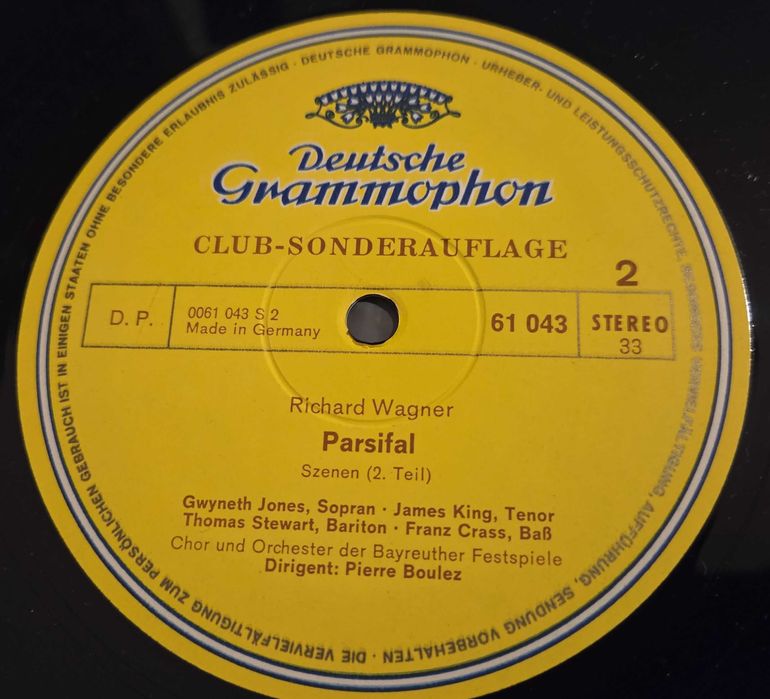 DEUTSCHE GRAMMOPHON · URHEBER- UND LEISTUNGSSCHUTZRECHTE, BESONDERS VERVIELFÄLTIGUNG, AUFFÜHRUNG, SENDUNG VORBEHALTEN · DIE VERVIELFÄLTIGUNG ZUM PERSÖNLICHEN GEBRAUCH IST IN EINIGEN STAATEN OHNE BESONDERE ERLAUBNIS ZULÄSSIG ·
Deutsche
Grammophon
CLUB-SONDERAUFLAGE
2
D. P.
0061 043 S 2
Made in Germany
61 043
STEREO
33
Richard Wagner
Parsifal
Szenen (2. Teil)
Gwyneth Jones, Sopran · James King, Tenor
Thomas Stewart, Bariton · Franz Crass, Baß
Chor und Orchester der Bayreuther Festspiele
Dirigent: Pierre Boulez